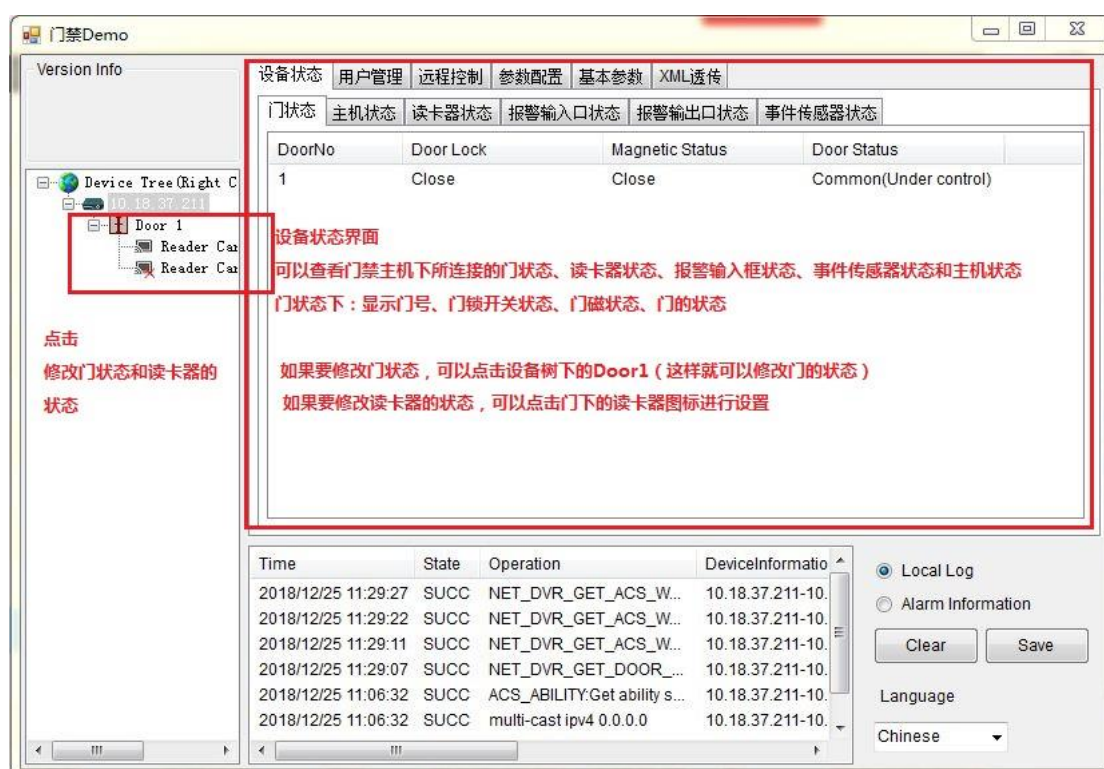 门禁Demo
Version Info
设备状态 用户管理 远程控制 参数配置 基本参数 XML透传
门状态 主机状态 读卡器状态 报警输入口状态 报警输出口状态 事件传感器状态
DoorNo Door Lock Magnetic Status Door Status
1 Close Close Common(Under control)
Device Tree(Right C
10.18.37.211
Door 1
Reader Car
Reader Car
点击
修改门状态和读卡器的
状态
设备状态界面
可以查看门禁主机下所连接的门状态、读卡器状态、报警输入框状态、事件传感器状态和主机状态
门状态下：显示门号、门锁开关状态、门磁状态、门的状态
如果要修改门状态，可以点击设备树下的Door1（这样就可以修改门的状态）
如果要修改读卡器的状态，可以点击门下的读卡器图标进行设置
Time State Operation DeviceInformatio
2018/12/25 11:29:27 SUCC NET_DVR_GET_ACS_W... 10.18.37.211-10.
2018/12/25 11:29:22 SUCC NET_DVR_GET_ACS_W... 10.18.37.211-10.
2018/12/25 11:29:11 SUCC NET_DVR_GET_ACS_W... 10.18.37.211-10.
2018/12/25 11:29:07 SUCC NET_DVR_GET_DOOR_... 10.18.37.211-10.
2018/12/25 11:06:32 SUCC ACS_ABILITY:Get ability s... 10.18.37.211-10.
2018/12/25 11:06:32 SUCC multi-cast ipv4 0.0.0.0 10.18.37.211-10.
Local Log
Alarm Information
Clear Save
Language
Chinese